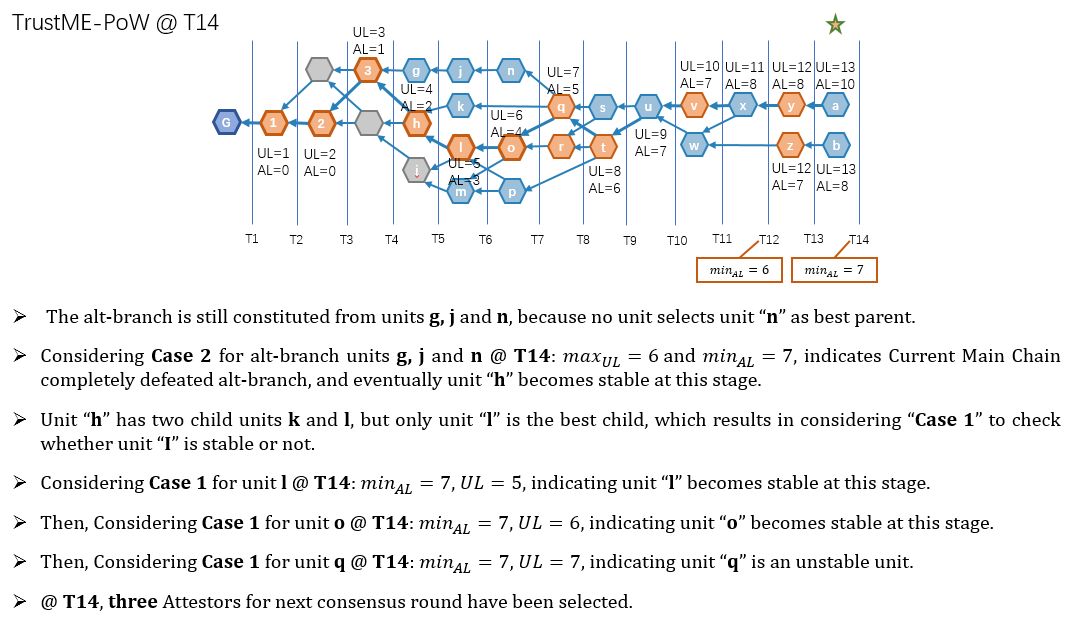 TrustME-PoW @ T14
UL=3
AL=1
3
g
j
n
UL=4
AL=2
k
UL=7
AL=5
q
s
u
UL=10
AL=7
v
UL=11
AL=8
x
UL=12
AL=8
y
UL=13
AL=10
a
G
1
2
h
UL=6
AL=4
l
o
r
t
UL=9
AL=7
w
z
b
UL=1
AL=0
UL=2
AL=0
i
UL=5
AL=3
m
p
UL=8
AL=6
UL=12
AL=7
UL=13
AL=8
T1 T2 T3 T4 T5 T6 T7 T8 T9 T10 T11 T12 T13 T14
min_AL = 6
min_AL = 7
➢ The alt-branch is still constituted from units g, j and n, because no unit selects unit “n” as best parent.
➢ Considering Case 2 for alt-branch units g, j and n @ T14: max_UL = 6 and min_AL = 7, indicates Current Main Chain
completely defeated alt-branch, and eventually unit “h” becomes stable at this stage.
➢ Unit “h” has two child units k and l, but only unit “l” is the best child, which results in considering “Case 1” to check
whether unit “I” is stable or not.
➢ Considering Case 1 for unit l @ T14: min_AL = 7, UL = 5, indicating unit “l” becomes stable at this stage.
➢ Then, Considering Case 1 for unit o @ T14: min_AL = 7, UL = 6, indicating unit “o” becomes stable at this stage.
➢ Then, Considering Case 1 for unit q @ T14: min_AL = 7, UL = 7, indicating unit “q” is an unstable unit.
➢ @ T14, three Attestors for next consensus round have been selected.